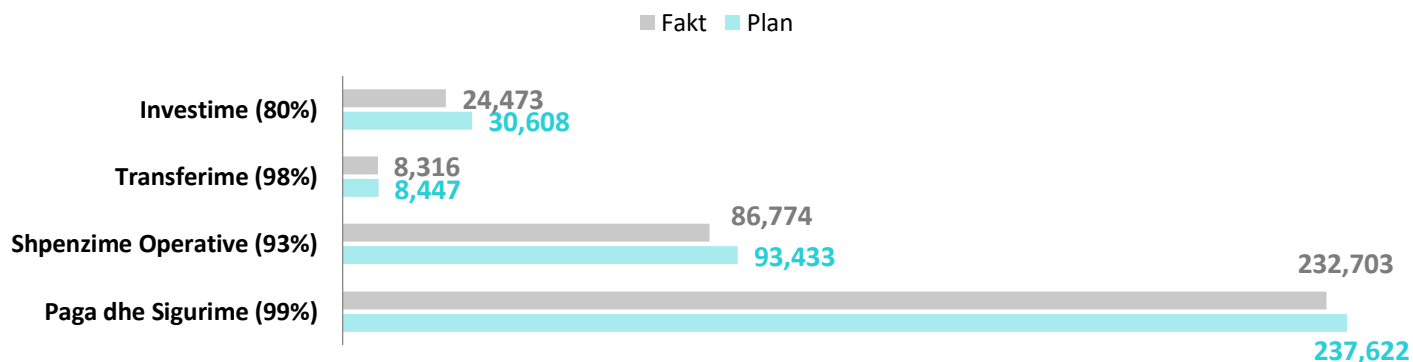 Fakt Plan
Investime (80%)
24,473
30,608
Transferime (98%)
8,316
8,447
Shpenzime Operative (93%)
86,774
93,433
Paga dhe Sigurime (99%)
232,703
237,622